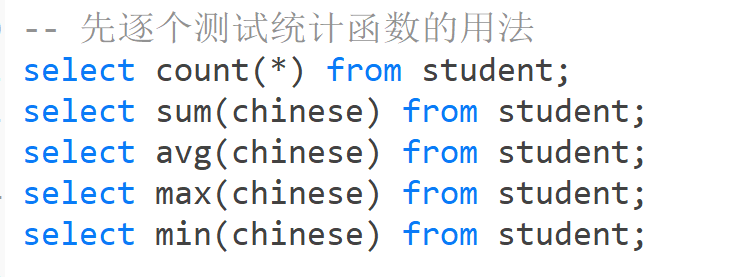 -- 先逐个测试统计函数的用法
select count(*) from student;
select sum(chinese) from student;
select avg(chinese) from student;
select max(chinese) from student;
select min(chinese) from student;